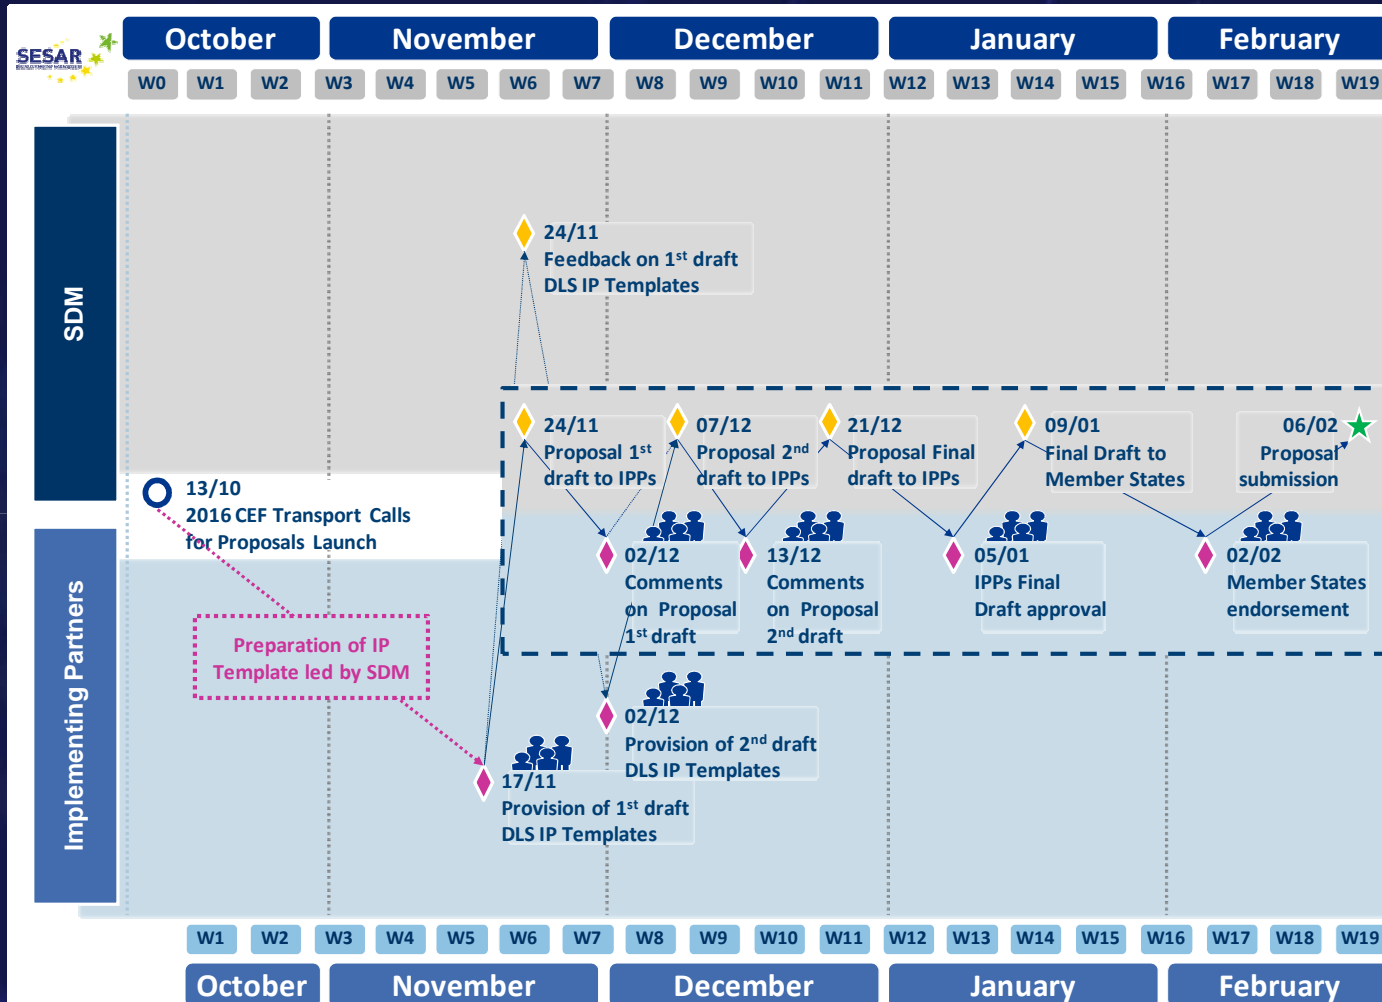 SESAR
October
November
December
January
February
W0 W1 W2 W3 W4 W5 W6 W7 W8 W9 W10 W11 W12 W13 W14 W15 W16 W17 W18 W19
SDM
24/11
Feedback on 1st draft
DLS IP Templates
24/11
Proposal 1st
draft to IPPs
07/12
Proposal 2nd
draft to IPPs
21/12
Proposal Final
draft to IPPs
09/01
Final Draft to
Member States
06/02
Proposal
submission
13/10
2016 CEF Transport Calls
for Proposals Launch
Implementing Partners
02/12
Comments
on Proposal
1st draft
13/12
Comments
on Proposal
2nd draft
05/01
IPPs Final
Draft approval
02/02
Member States
endorsement
Preparation of IP
Template led by SDM
02/12
Provision of 2nd draft
DLS IP Templates
17/11
Provision of 1st draft
DLS IP Templates
W1 W2 W3 W4 W5 W6 W7 W8 W9 W10 W11 W12 W13 W14 W15 W16 W17 W18 W19
October
November
December
January
February